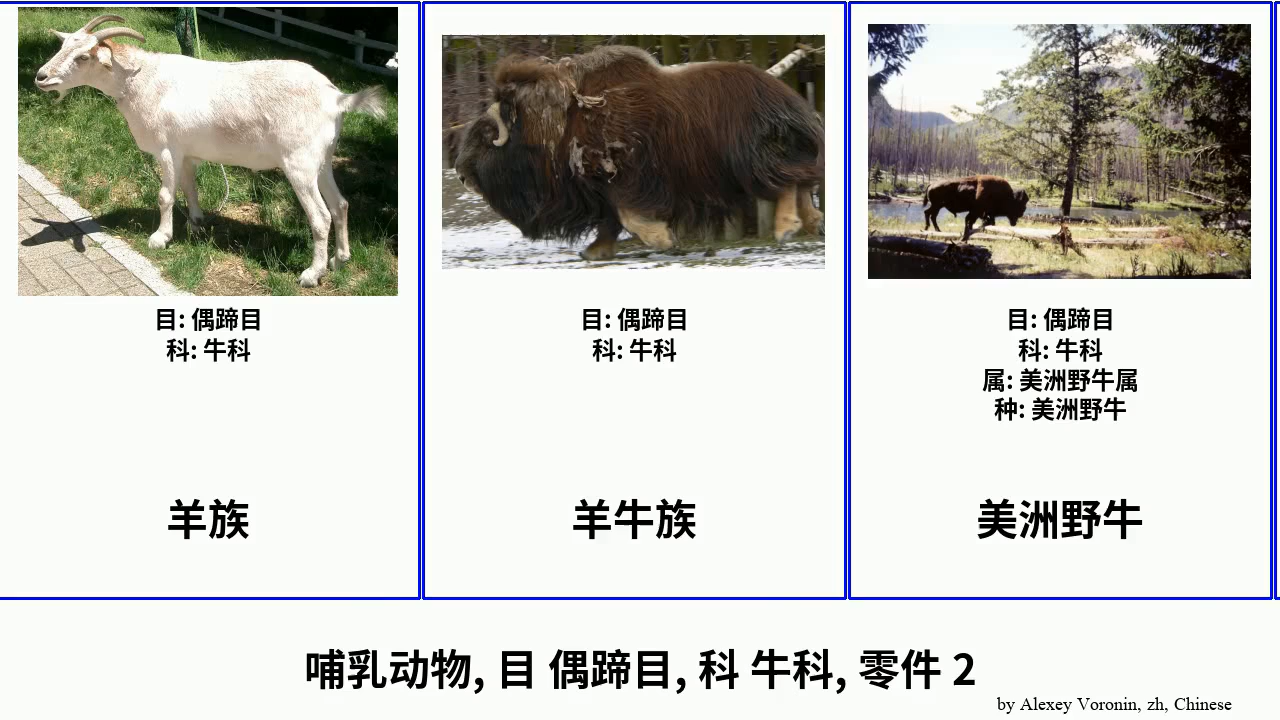 目: 偶蹄目
科: 牛科
羊族
目: 偶蹄目
科: 牛科
羊牛族
目: 偶蹄目
科: 牛科
属: 美洲野牛属
种: 美洲野牛
美洲野牛
哺乳动物, 目 偶蹄目, 科 牛科, 零件 2
by Alexey Voronin, zh, Chinese